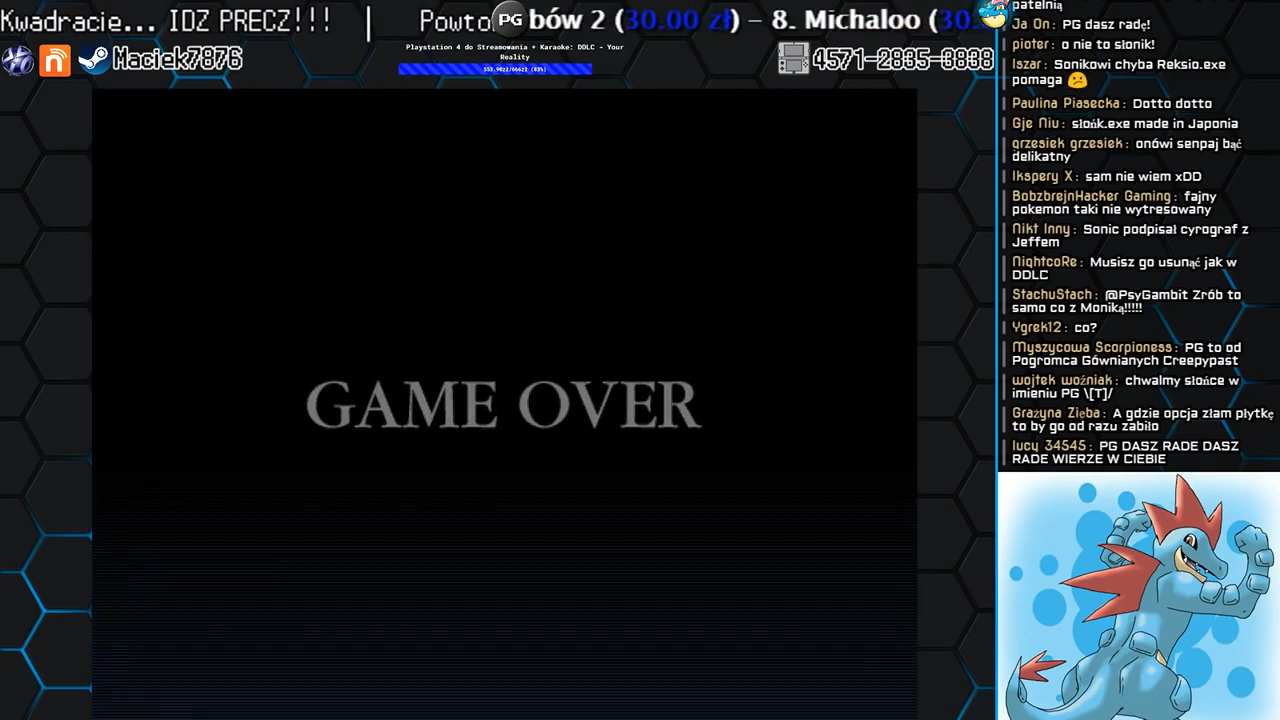 Kwadracie... IDZ PRECZ!!! | Powto
PG
bów 2 (30.00 zł) – 8. Michaloo (30.
Maciek7876
Playstation 4 do Streamowania + Karaoke: DDLC - Your
Reality
4571-2835-3838
GAME OVER
patelnią
Ja On: PG dasz radę!
pioter: o nie to słonik!
Iszar: Sonikowi chyba Reksio.exe
pomaga
Paulina Piasecka: Dotto dotto
Gje Niu: słońk.exe made in Japonia
grzesiek grzesiek: onówi senpaj bąć
delikatny
Ikspery X: sam nie wiem xDD
BobzbrejnHacker Gaming: fajny
pokemon taki nie wytresowany
Nikt Inny: Sonic podpisał cyrograf z
Jeffem
NightcoRe: Musisz go usunąć jak w
DDLC
StachuStach: @PsyGambit Zrób to
samo co z Moniką!!!!!
Ygrek12: co?
Myszycowa Scorpioness: PG to od
Pogromca Gównianych Creepypast
wojtek woźniak: chwalmy słońce w
imieniu PG \[T]/
Grażyna Zięba: A gdzie opcja złam płytkę
to by go od razu zabiło
lucy 34545: PG DASZ RADE DASZ
RADE WIERZE W CIEBIE